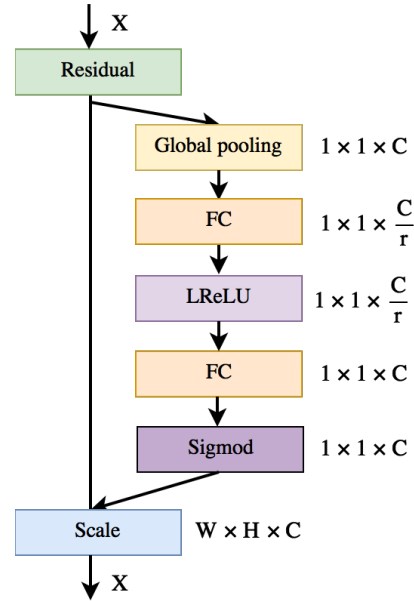 X
Residual
Global pooling 1 × 1 × C
FC 1 × 1 × C/r
LReLU 1 × 1 × C/r
FC 1 × 1 × C
Sigmod 1 × 1 × C
Scale W × H × C
X